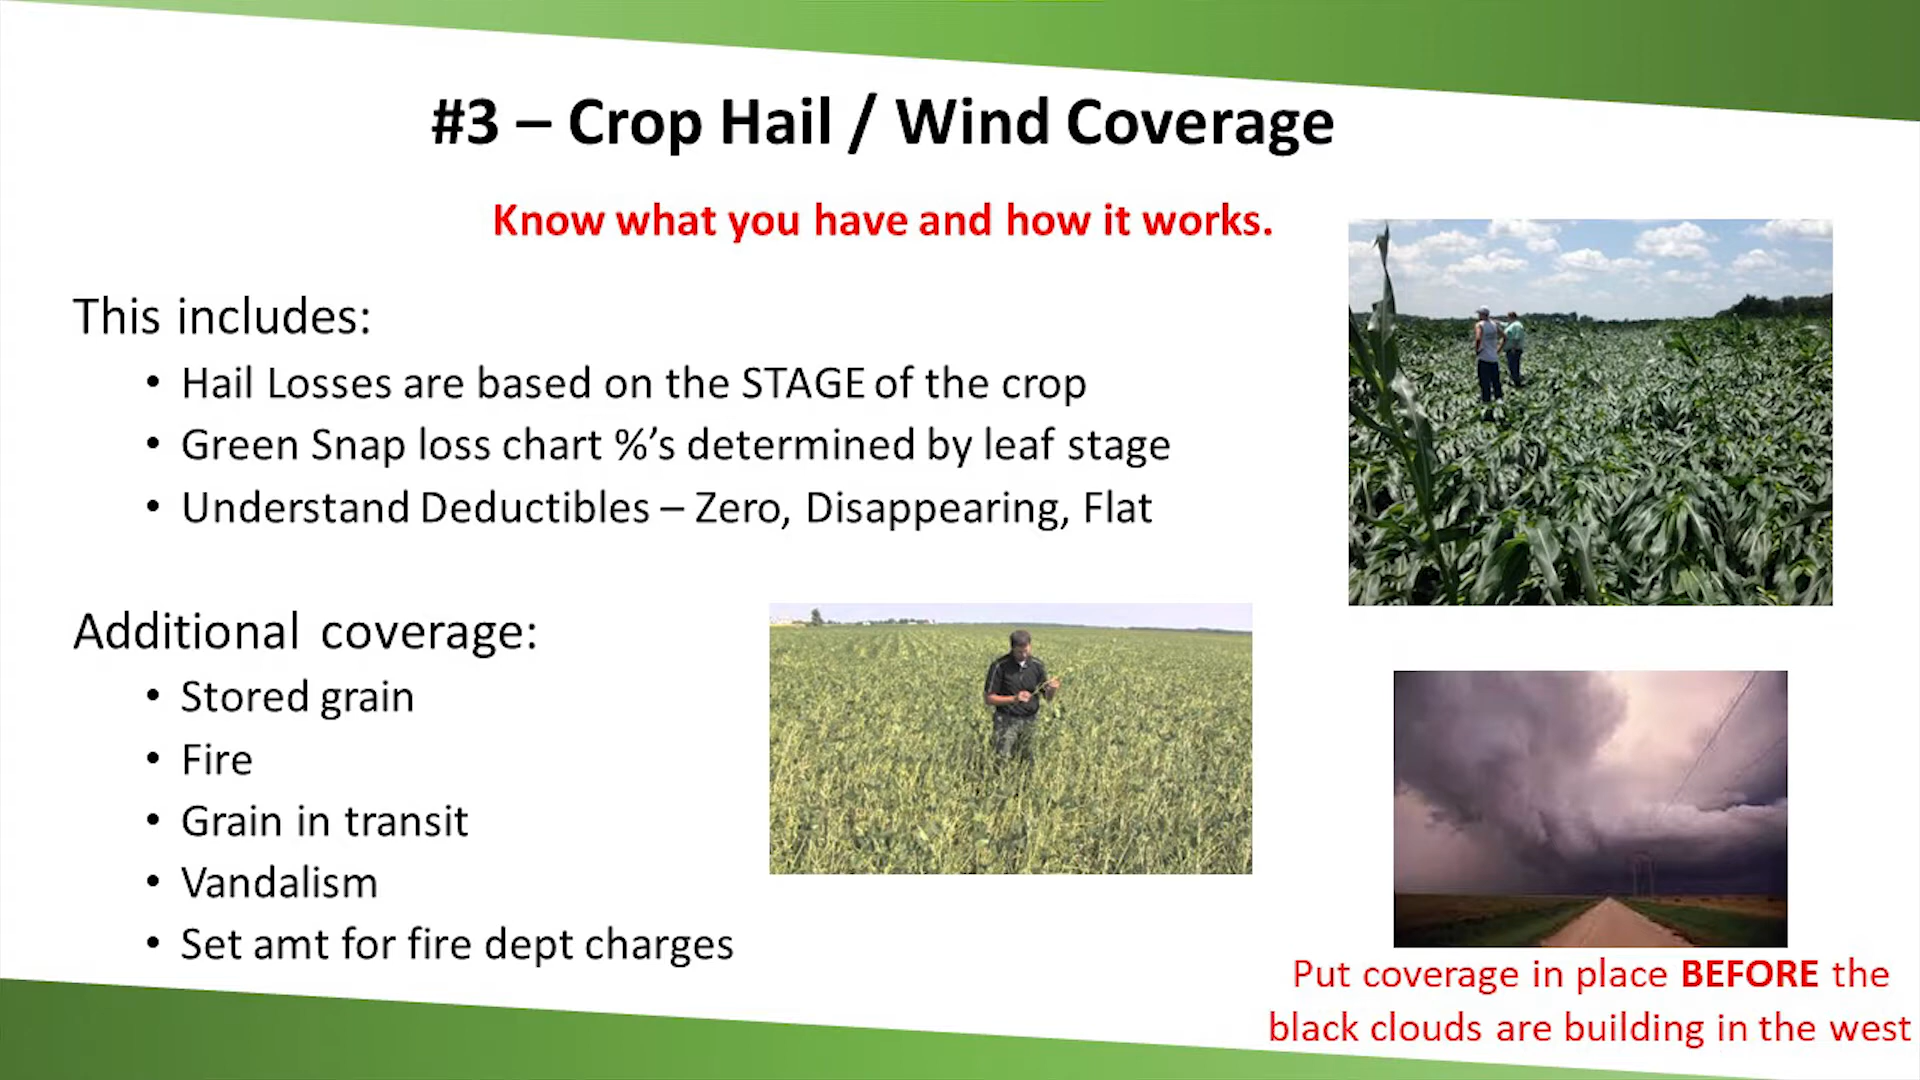 #3 – Crop Hail / Wind Coverage
Know what you have and how it works.
This includes:
• Hail Losses are based on the STAGE of the crop
• Green Snap loss chart %’s determined by leaf stage
• Understand Deductibles – Zero, Disappearing, Flat
Additional coverage:
• Stored grain
• Fire
• Grain in transit
• Vandalism
• Set amt for fire dept charges
Put coverage in place BEFORE the
black clouds are building in the west